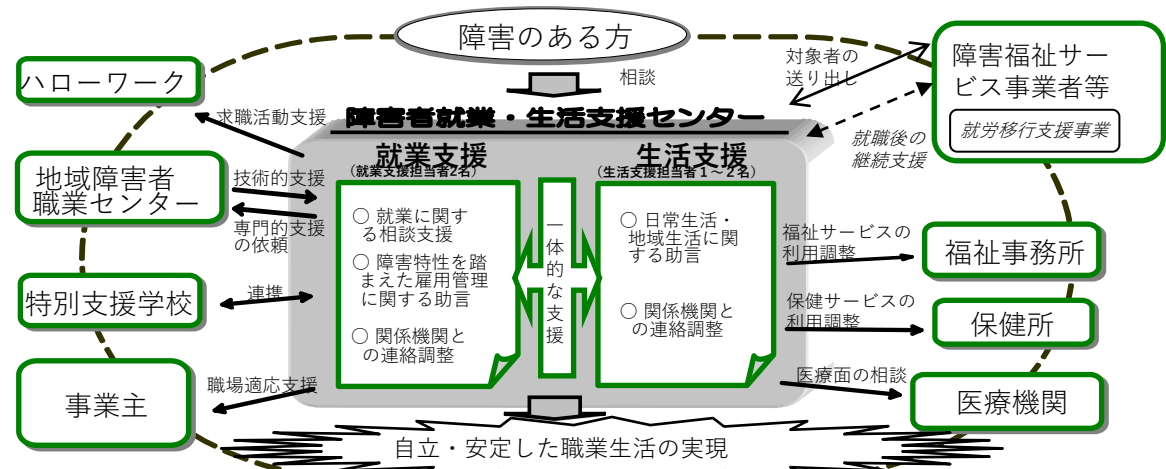 障害のある方
相談
ハローワーク
求職活動支援
地域障害者
職業センター
技術的支援
専門的支援
の依頼
特別支援学校
連携
事業主
職場適応支援
障害者就業・生活支援センター
就業支援
(就業支援担当者2名)
○ 就業に関す
る相談支援
○ 障害特性を踏
まえた雇用管理
に関する助言
○ 関係機関と
の連絡調整
一体的な支援
生活支援
(生活支援担当者1~2名)
○ 日常生活・
地域生活に関
する助言
○ 関係機関と
の連絡調整
対象者の
送り出し
障害福祉サー
ビス事業者等
就労移行支援事業
就職後の
継続支援
福祉サービスの
利用調整
福祉事務所
保健サービスの
利用調整
保健所
医療面の相談
医療機関
自立・安定した職業生活の実現